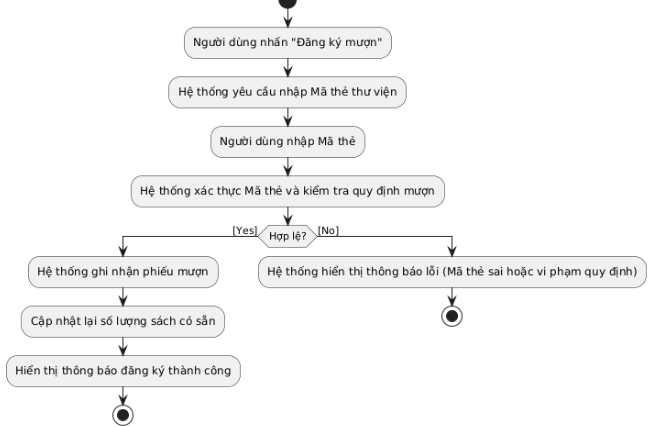 Người dùng nhấn "Đăng ký mượn"
Hệ thống yêu cầu nhập Mã thẻ thư viện
Người dùng nhập Mã thẻ
Hệ thống xác thực Mã thẻ và kiểm tra quy định mượn
[Yes]
Hợp lệ?
[No]
Hệ thống ghi nhận phiếu mượn
Hệ thống hiển thị thông báo lỗi (Mã thẻ sai hoặc vi phạm quy định)
Cập nhật lại số lượng sách có sẵn
Hiển thị thông báo đăng ký thành công